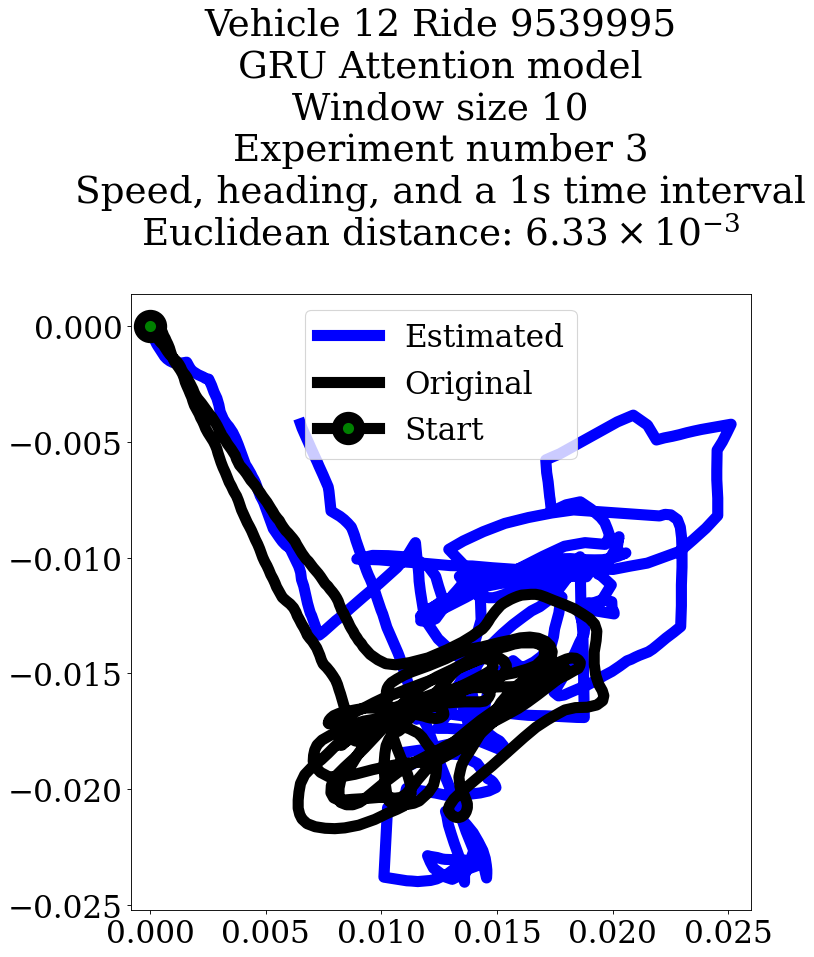 Vehicle 12 Ride 9539995
GRU Attention model
Window size 10
Experiment number 3
Speed, heading, and a 1s time interval
Euclidean distance: 6.33 × 10⁻³
Estimated
Original
Start
0.000
−0.005
−0.010
−0.015
−0.020
−0.025
0.000 0.005 0.010 0.015 0.020 0.025